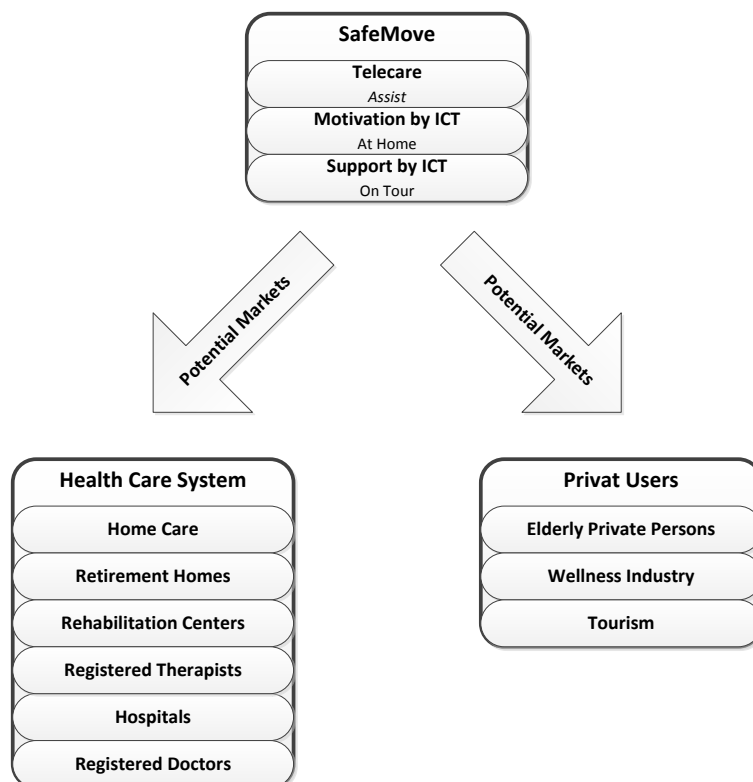 SafeMove
Telecare
Assist
Motivation by ICT
At Home
Support by ICT
On Tour
Potential Markets
Potential Markets
Health Care System
Home Care
Retirement Homes
Rehabilitation Centers
Registered Therapists
Hospitals
Registered Doctors
Privat Users
Elderly Private Persons
Wellness Industry
Tourism